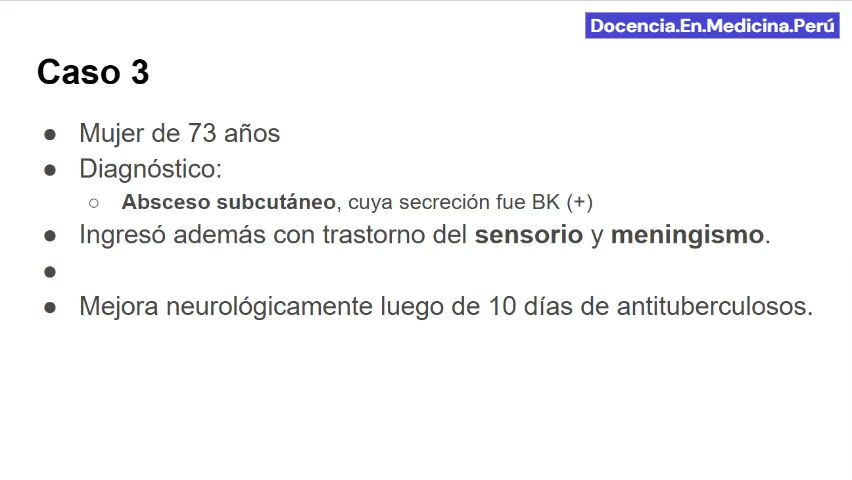 Docencia.En.Medicina.Perú
Caso 3
● Mujer de 73 años
● Diagnóstico:
○ Absceso subcutáneo, cuya secreción fue BK (+)
● Ingresó además con trastorno del sensorio y meningismo.
●
● Mejora neurológicamente luego de 10 días de antituberculosos.